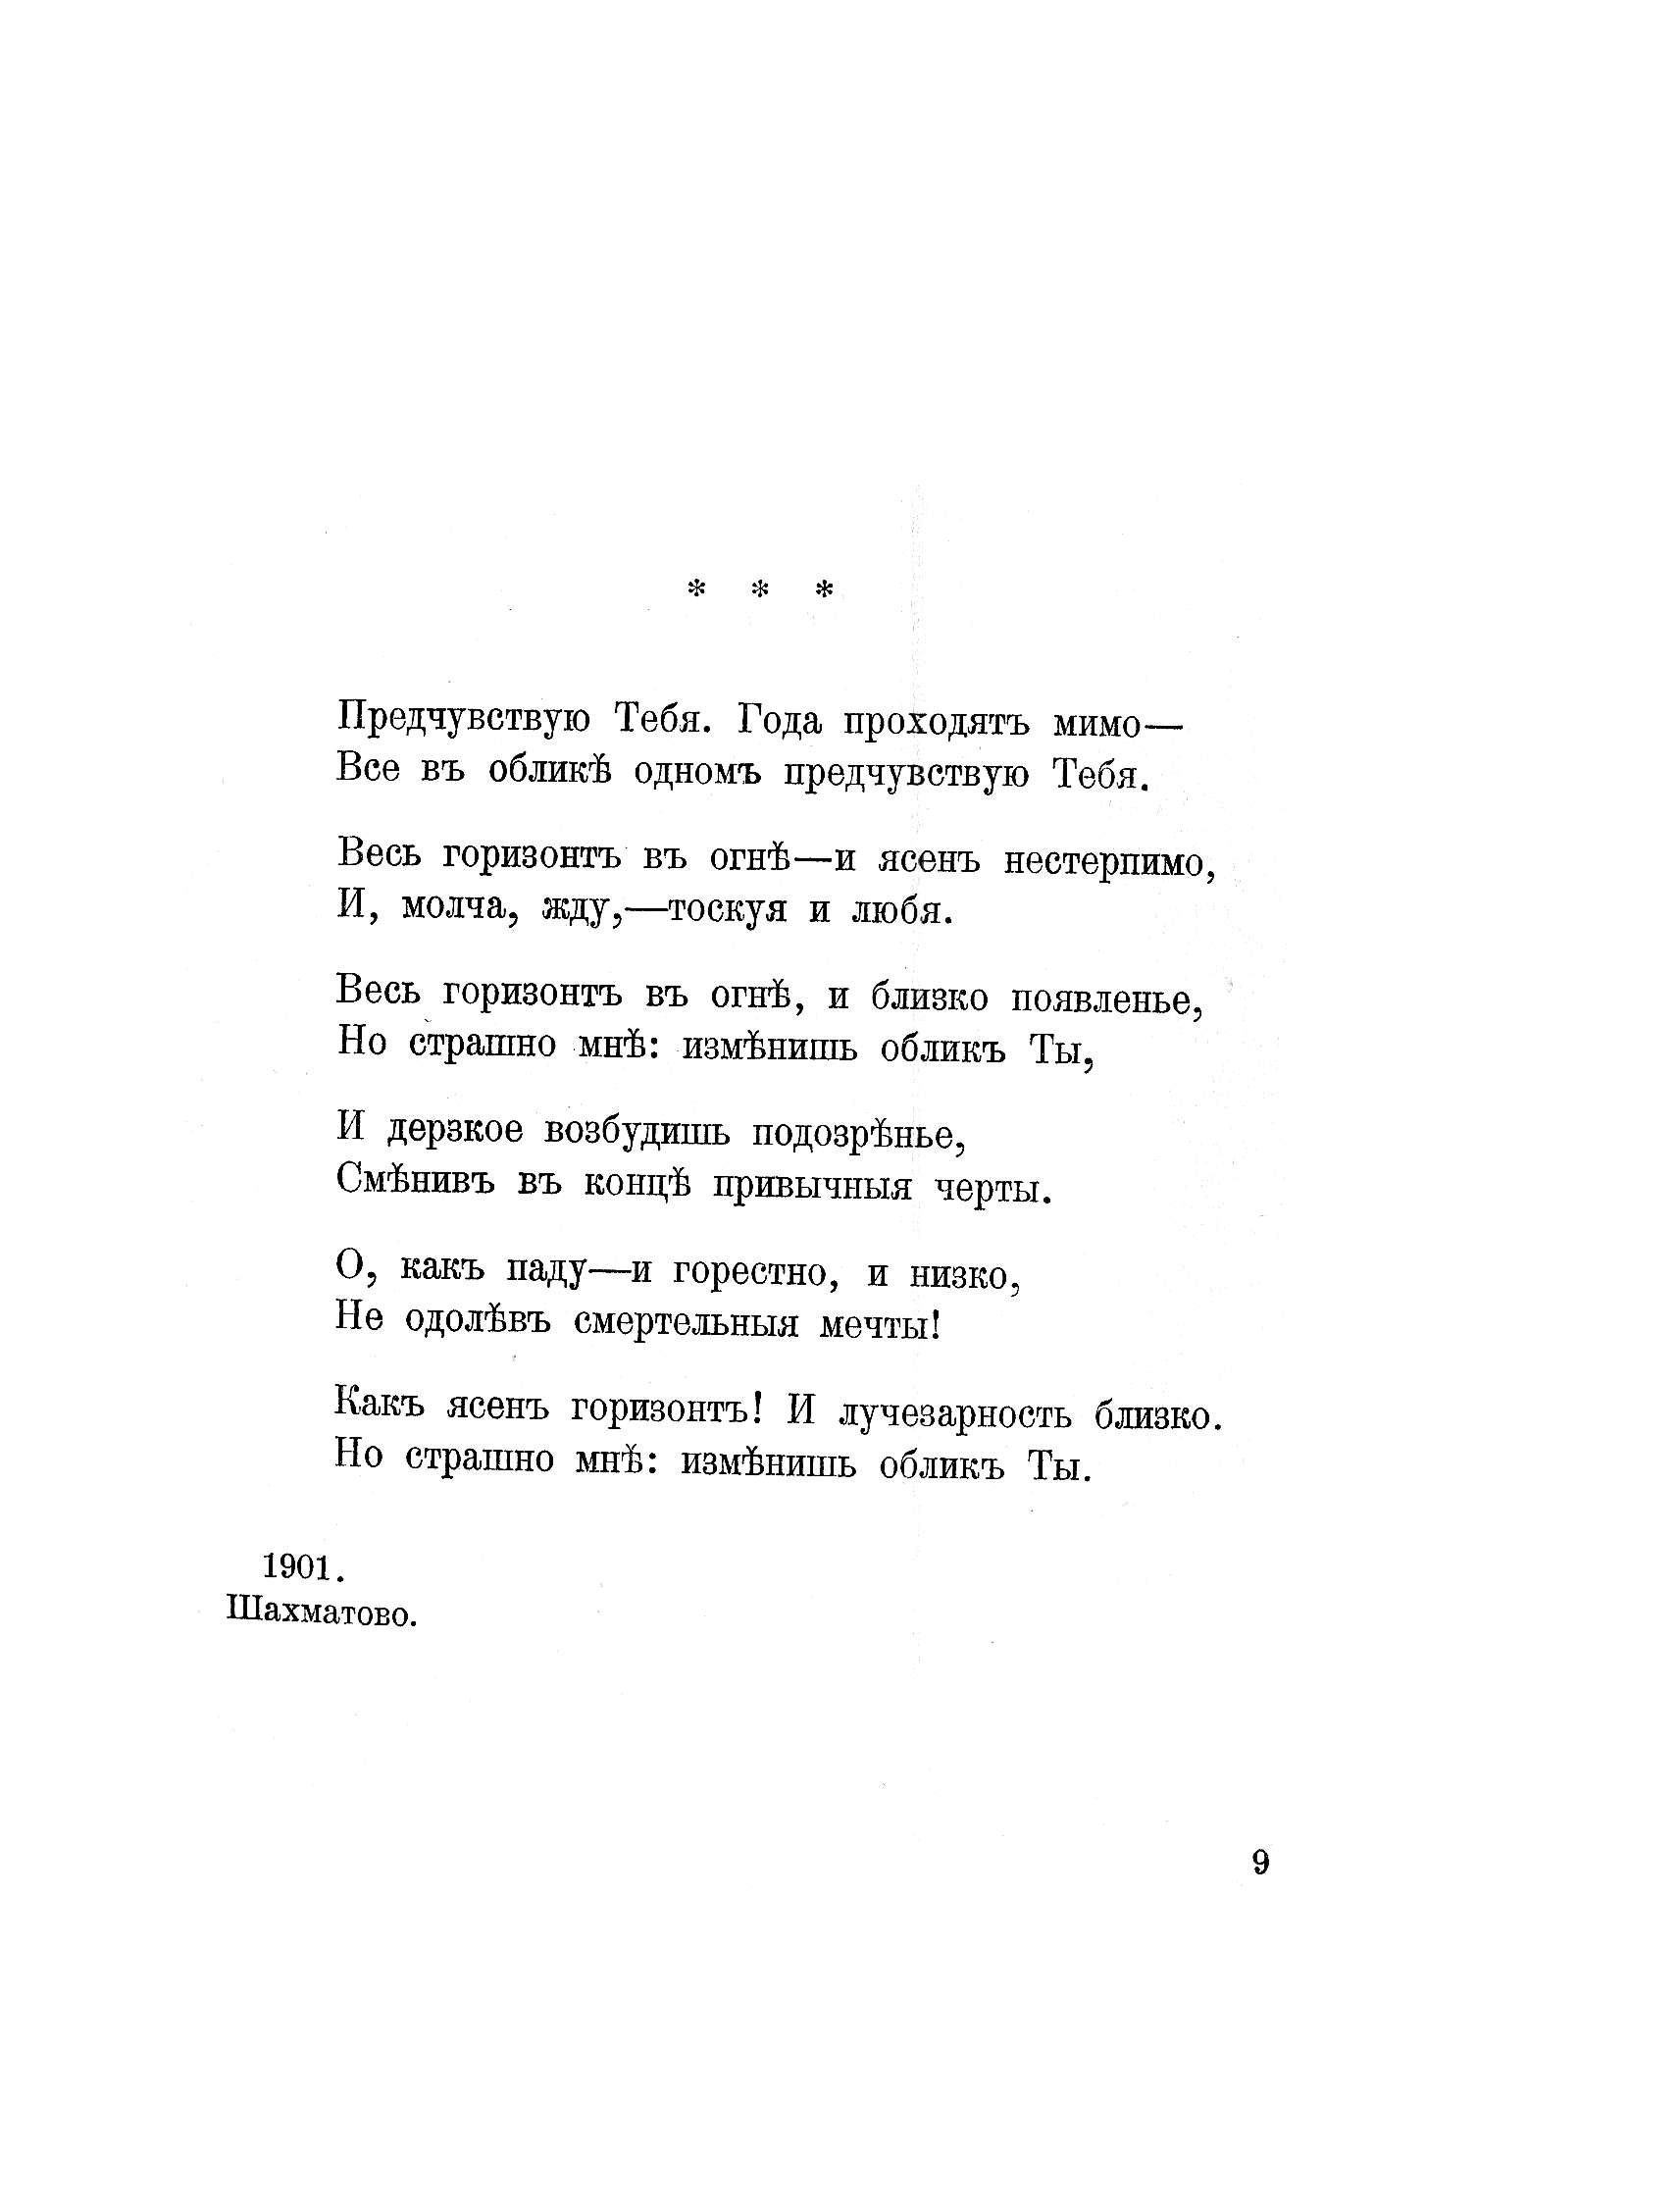 * * *
Предчувствую Тебя. Года проходятъ мимо—
Все въ обликѣ одномъ предчувствую Тебя.
Весь горизонтъ въ огнѣ—и ясенъ нестерпимо,
И, молча, жду,—тоскуя и любя.
Весь горизонтъ въ огнѣ, и близко появленье,
Но страшно мнѣ: измѣнишь обликъ Ты,
И дерзкое возбудишь подозрѣнье,
Смѣнивъ въ концѣ привычныя черты.
О, какъ паду—и горестно, и низко,
Не одолѣвъ смертельныя мечты!
Какъ ясенъ горизонтъ! И лучезарность близко.
Но страшно мнѣ: измѣнишь обликъ Ты.
1901.
Шахматово.
9